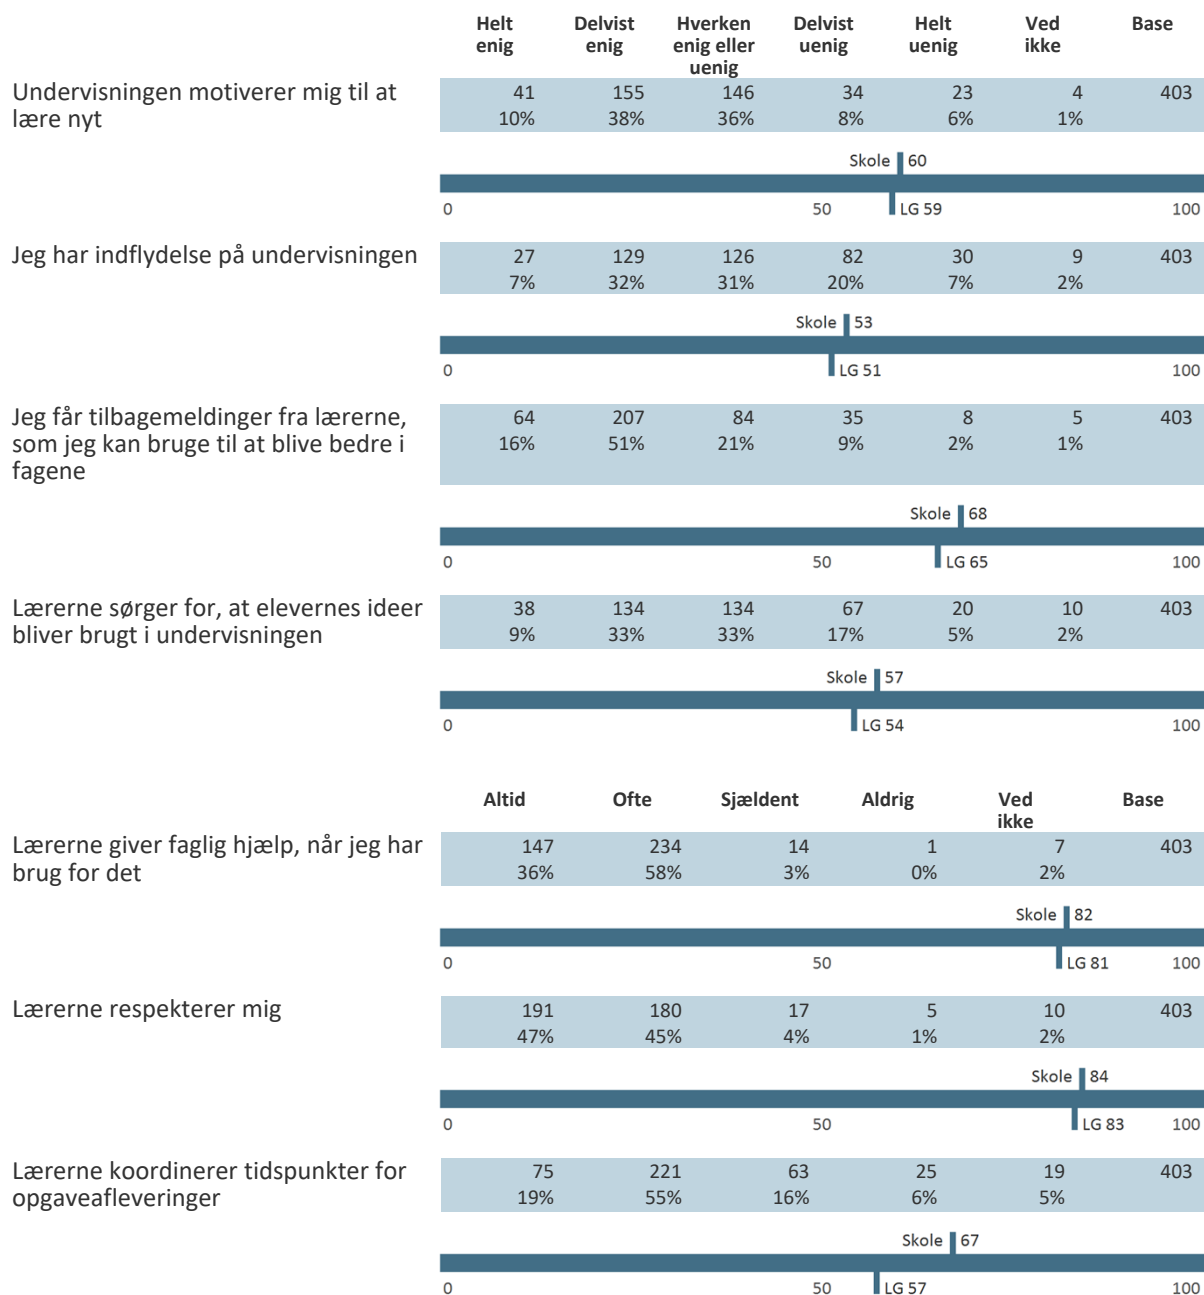 Helt enig Delvist enig Hverken enig eller uenig Delvist uenig Helt uenig Ved ikke Base
Undervisningen motiverer mig til at 41 155 146 34 23 4 403
lære nyt 10% 38% 36% 8% 6% 1%
Skole 60
0 50 LG 59 100
Jeg har indflydelse på undervisningen 27 129 126 82 30 9 403
7% 32% 31% 20% 7% 2%
Skole 53
0 LG 51 100
Jeg får tilbagemeldinger fra lærerne, 64 207 84 35 8 5 403
som jeg kan bruge til at blive bedre i 16% 51% 21% 9% 2% 1%
fagene
Skole 68
0 50 LG 65 100
Lærerne sørger for, at elevernes ideer 38 134 134 67 20 10 403
bliver brugt i undervisningen 9% 33% 33% 17% 5% 2%
Skole 57
0 LG 54 100
Altid Ofte Sjældent Aldrig Ved ikke Base
Lærerne giver faglig hjælp, når jeg har 147 234 14 1 7 403
brug for det 36% 58% 3% 0% 2%
Skole 82
0 50 LG 81 100
Lærerne respekterer mig 191 180 17 5 10 403
47% 45% 4% 1% 2%
Skole 84
0 50 LG 83 100
Lærerne koordinerer tidspunkter for 75 221 63 25 19 403
opgaveafleveringer 19% 55% 16% 6% 5%
Skole 67
0 50 LG 57 100